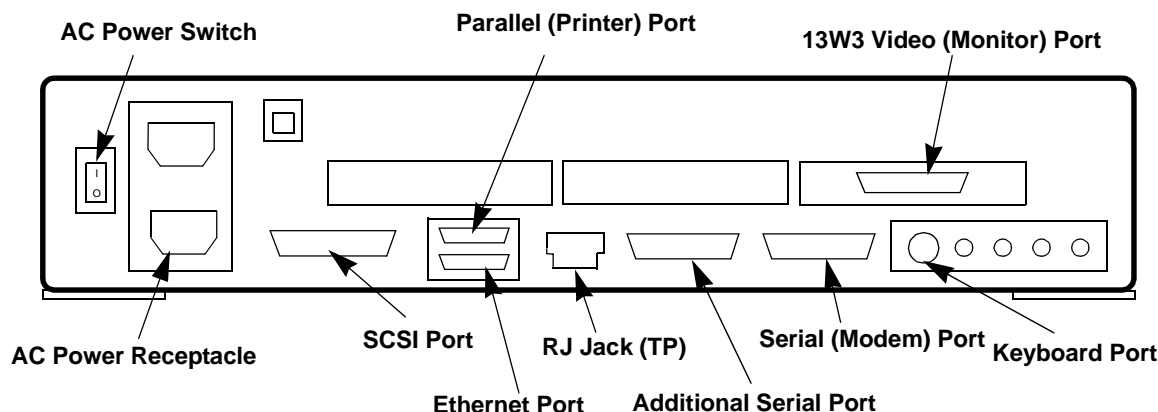 AC Power Switch
Parallel (Printer) Port
13W3 Video (Monitor) Port
I
O
AC Power Receptacle
SCSI Port
Ethernet Port
RJ Jack (TP)
Additional Serial Port
Serial (Modem) Port
Keyboard Port